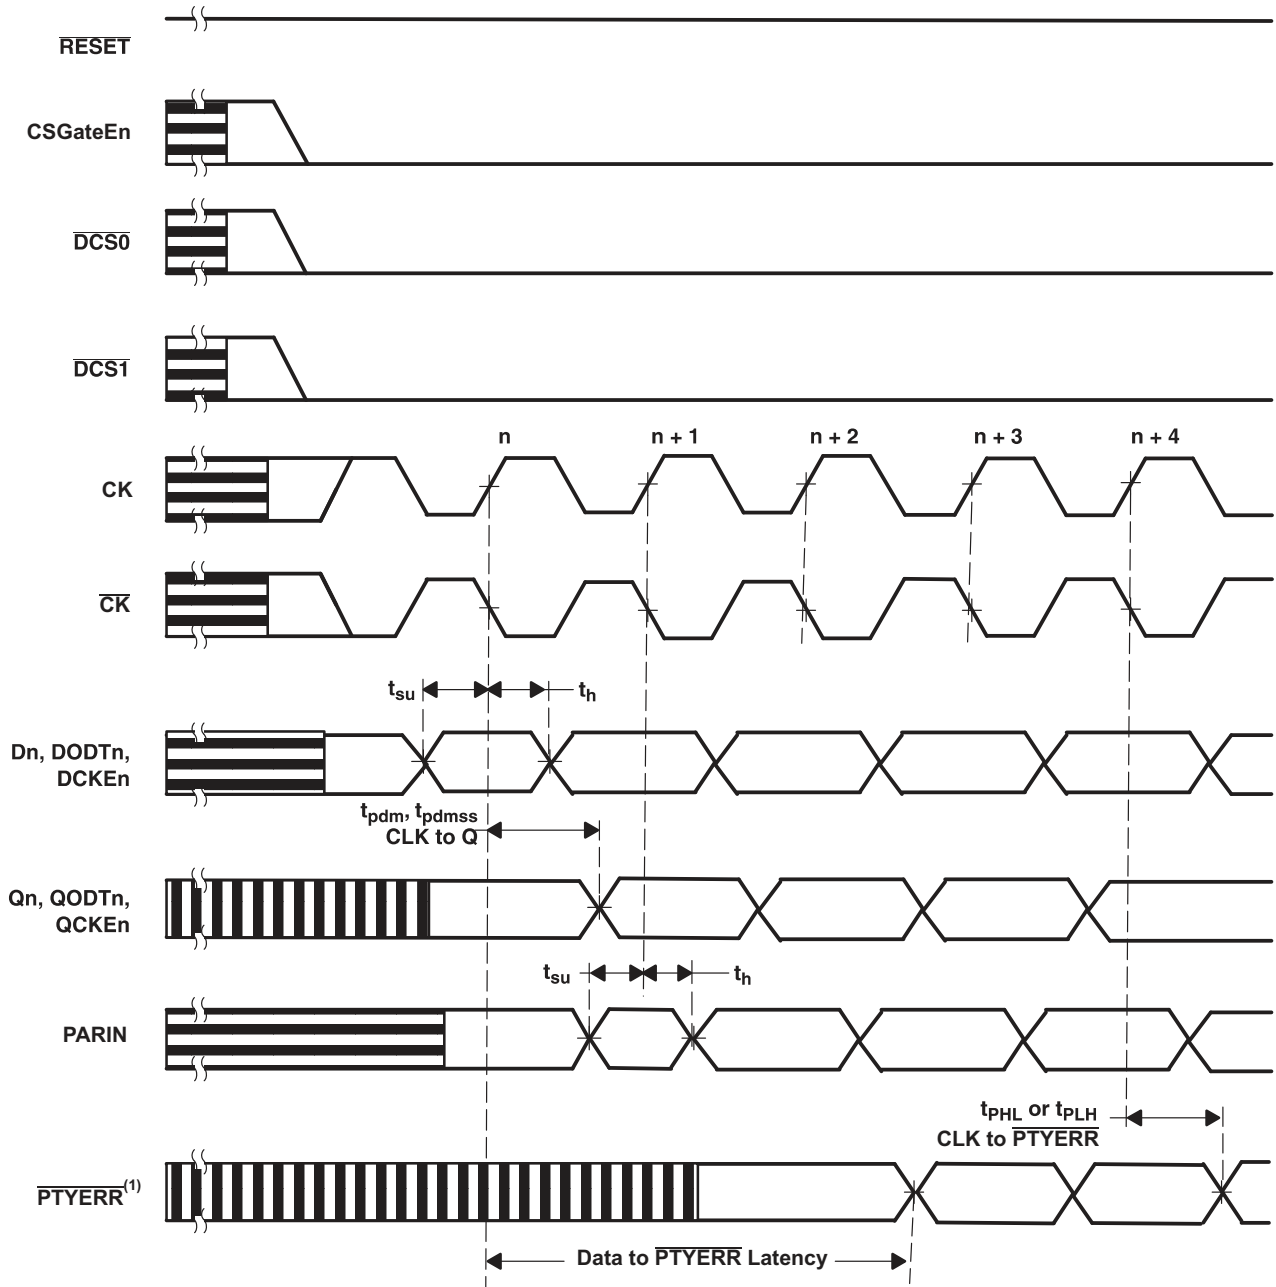 RESET
CSGateEn
DCS0
DCS1
n
n + 1
n + 2
n + 3
n + 4
CK
CK
tsu
th
Dn, DODTn,
DCKEn
tpdm, tpdmss
CLK to Q
Qn, QODTn,
QCKEn
tsu
th
PARIN
tPHL or tPLH
CLK to PTYERR
PTYERR(1)
Data to PTYERR Latency